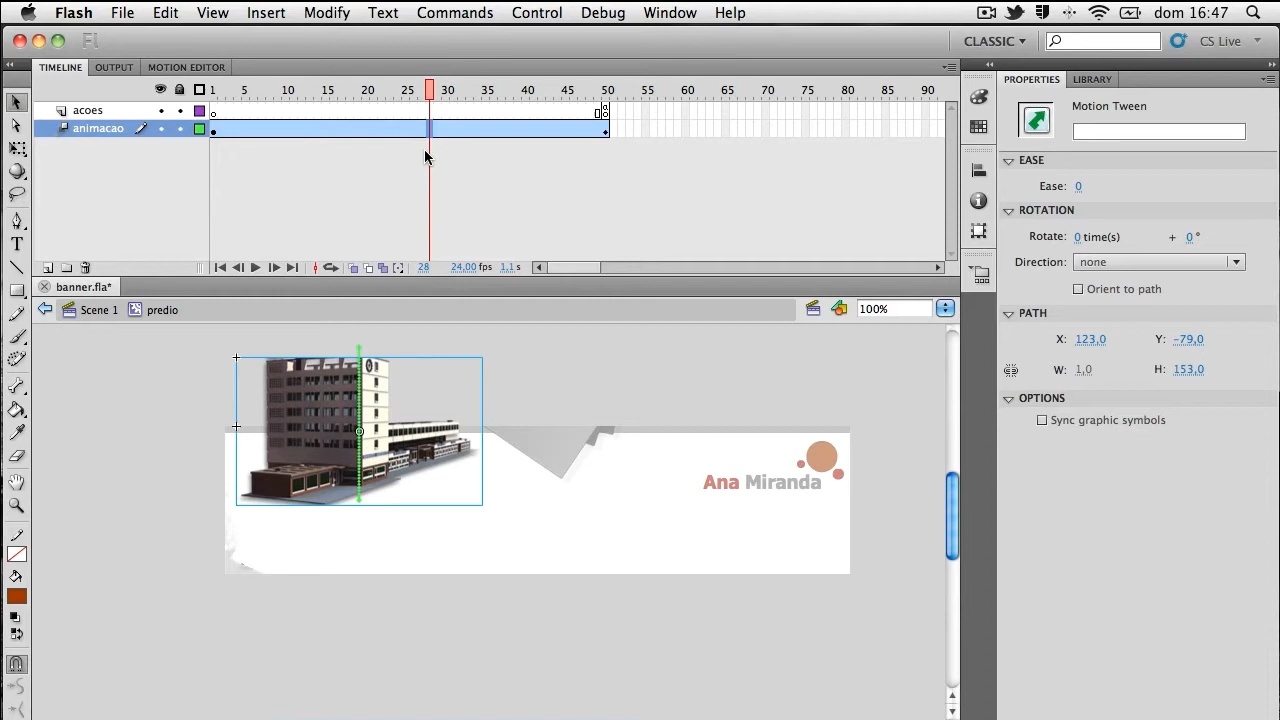 Flash File Edit View Insert Modify Text Commands Control Debug Window Help dom 16:47
Fl CLASSIC CS Live
TIMELINE OUTPUT MOTION EDITOR
1 5 10 15 20 25 30 35 40 45 50 55 60 65 70 75 80 85 90
acoes
animacao
28 24,00 fps 1,1 s
banner.fla*
Scene 1 predio 100%
Ana Miranda
PROPERTIES LIBRARY
Motion Tween
EASE
Ease: 0
ROTATION
Rotate: 0 time(s) + 0 °
Direction: none
Orient to path
PATH
X: 123,0 Y: -79,0
W: 1,0 H: 153,0
OPTIONS
Sync graphic symbols